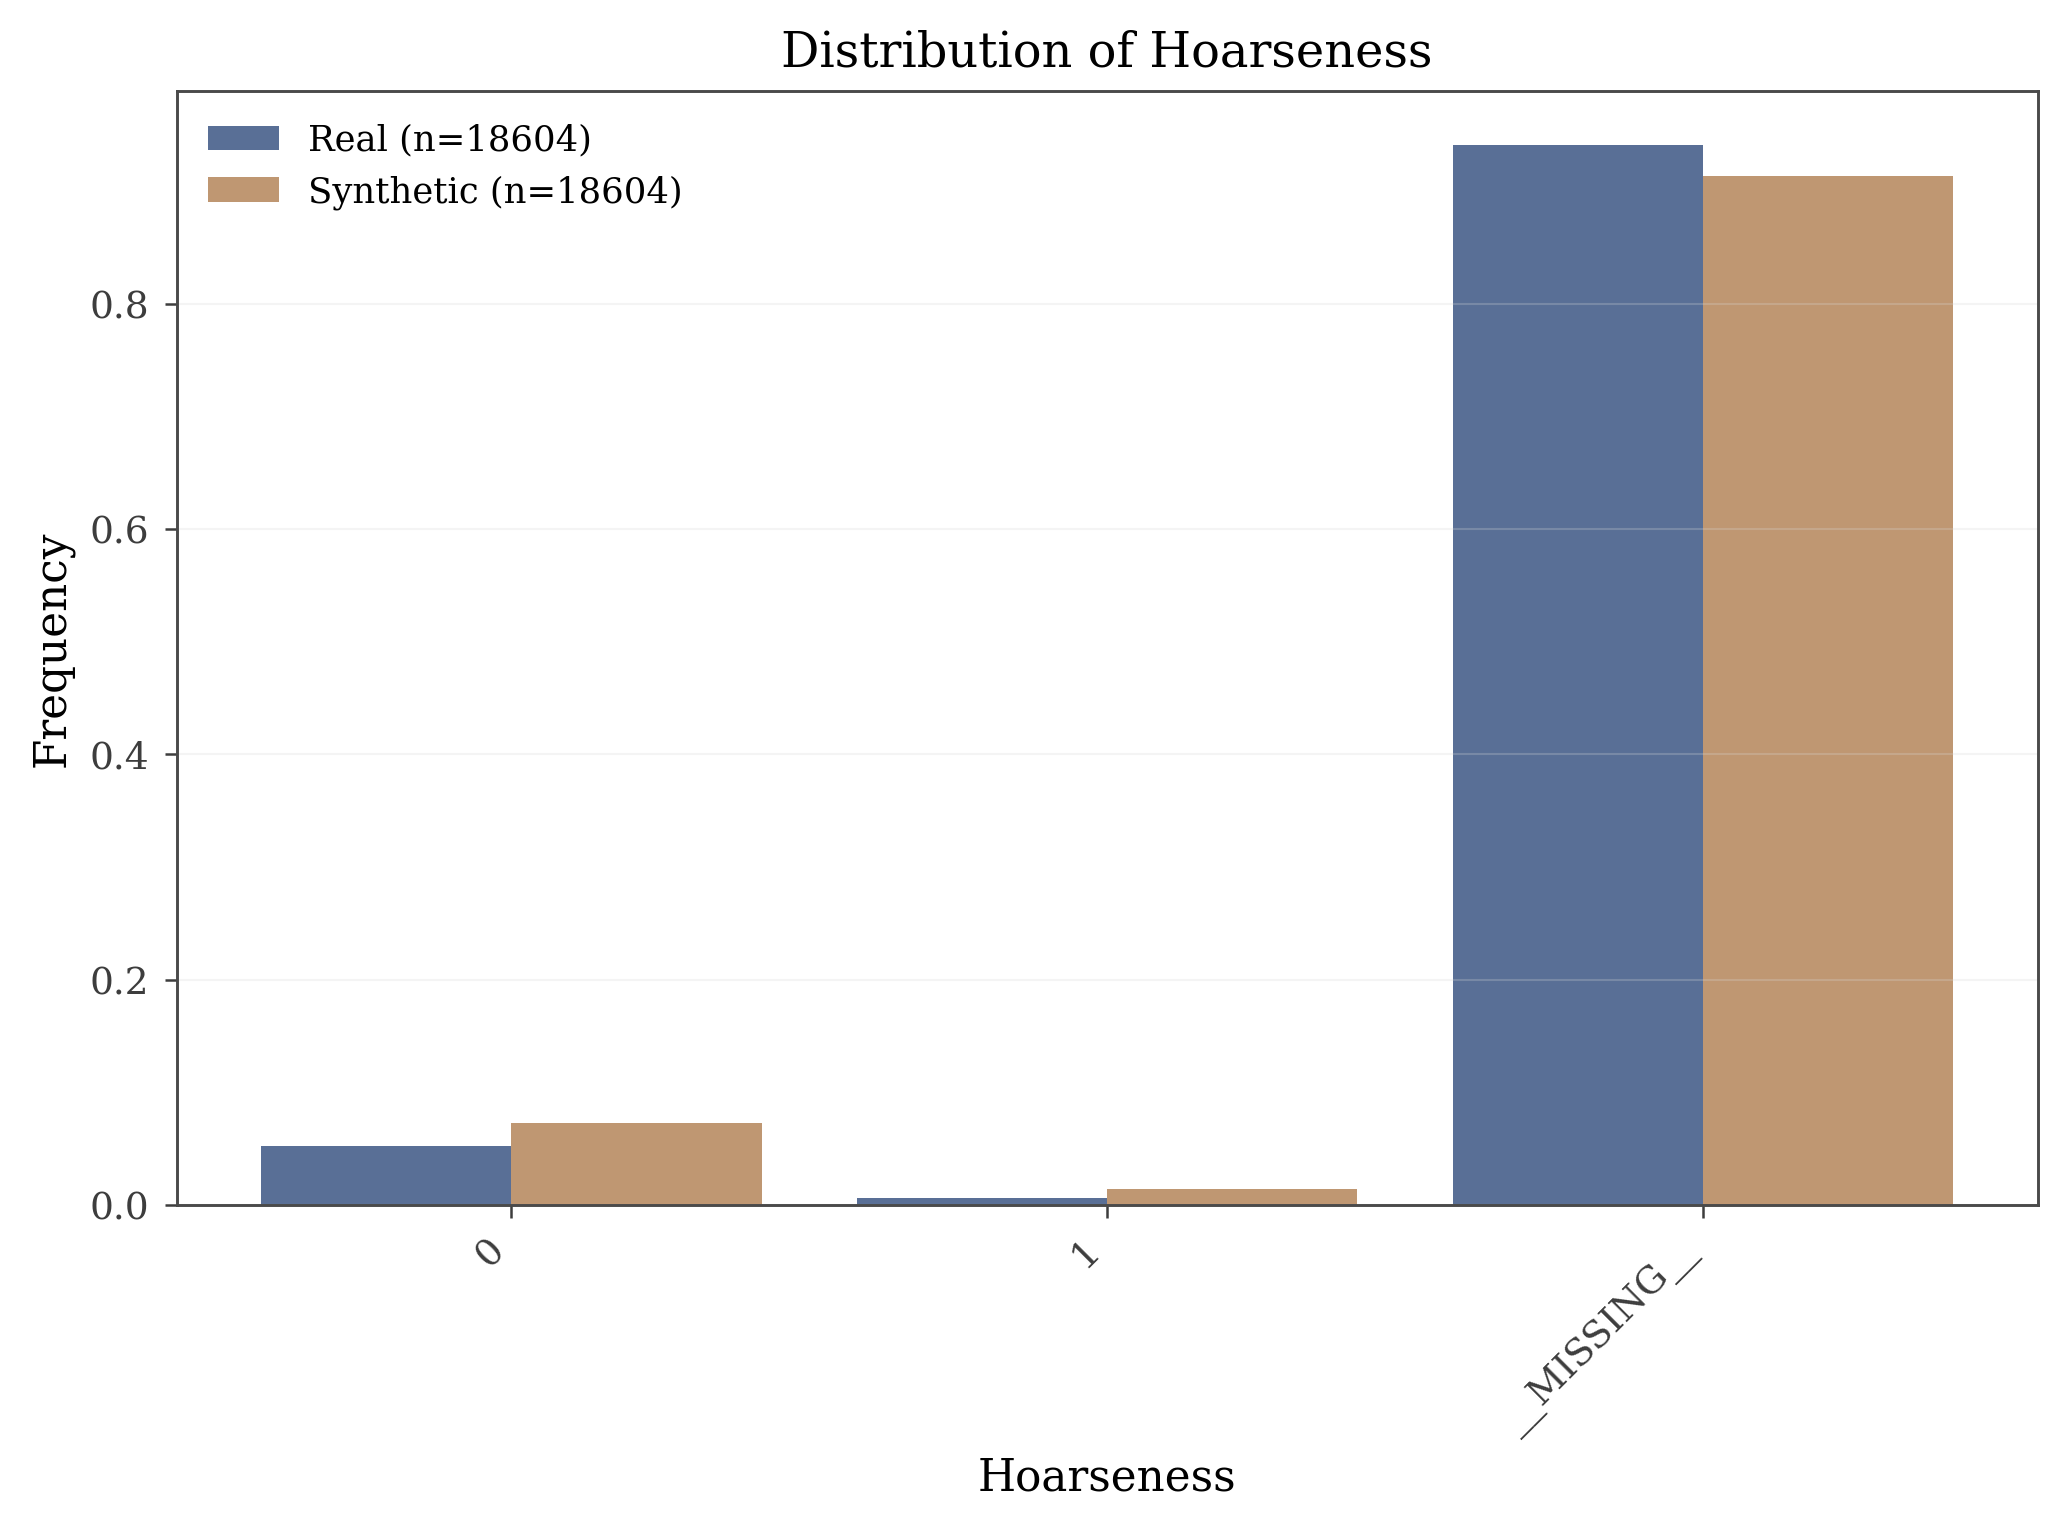 Distribution of Hoarseness
Real (n=18604)
Synthetic (n=18604)
Frequency
0.8
0.6
0.4
0.2
0.0
0
1
__MISSING__
Hoarseness